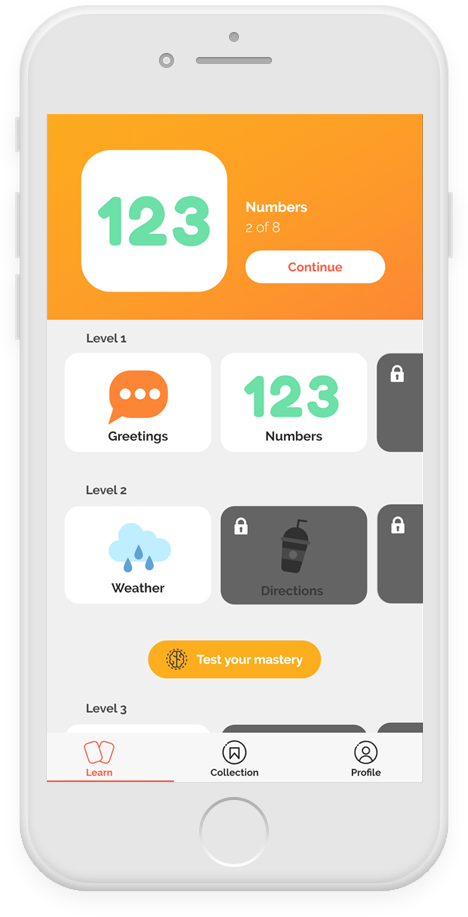 123
Numbers
2 of 8
Continue
Level 1
Greetings
123
Numbers
Level 2
Weather
Directions
Test your mastery
Level 3
Learn
Collection
Profile